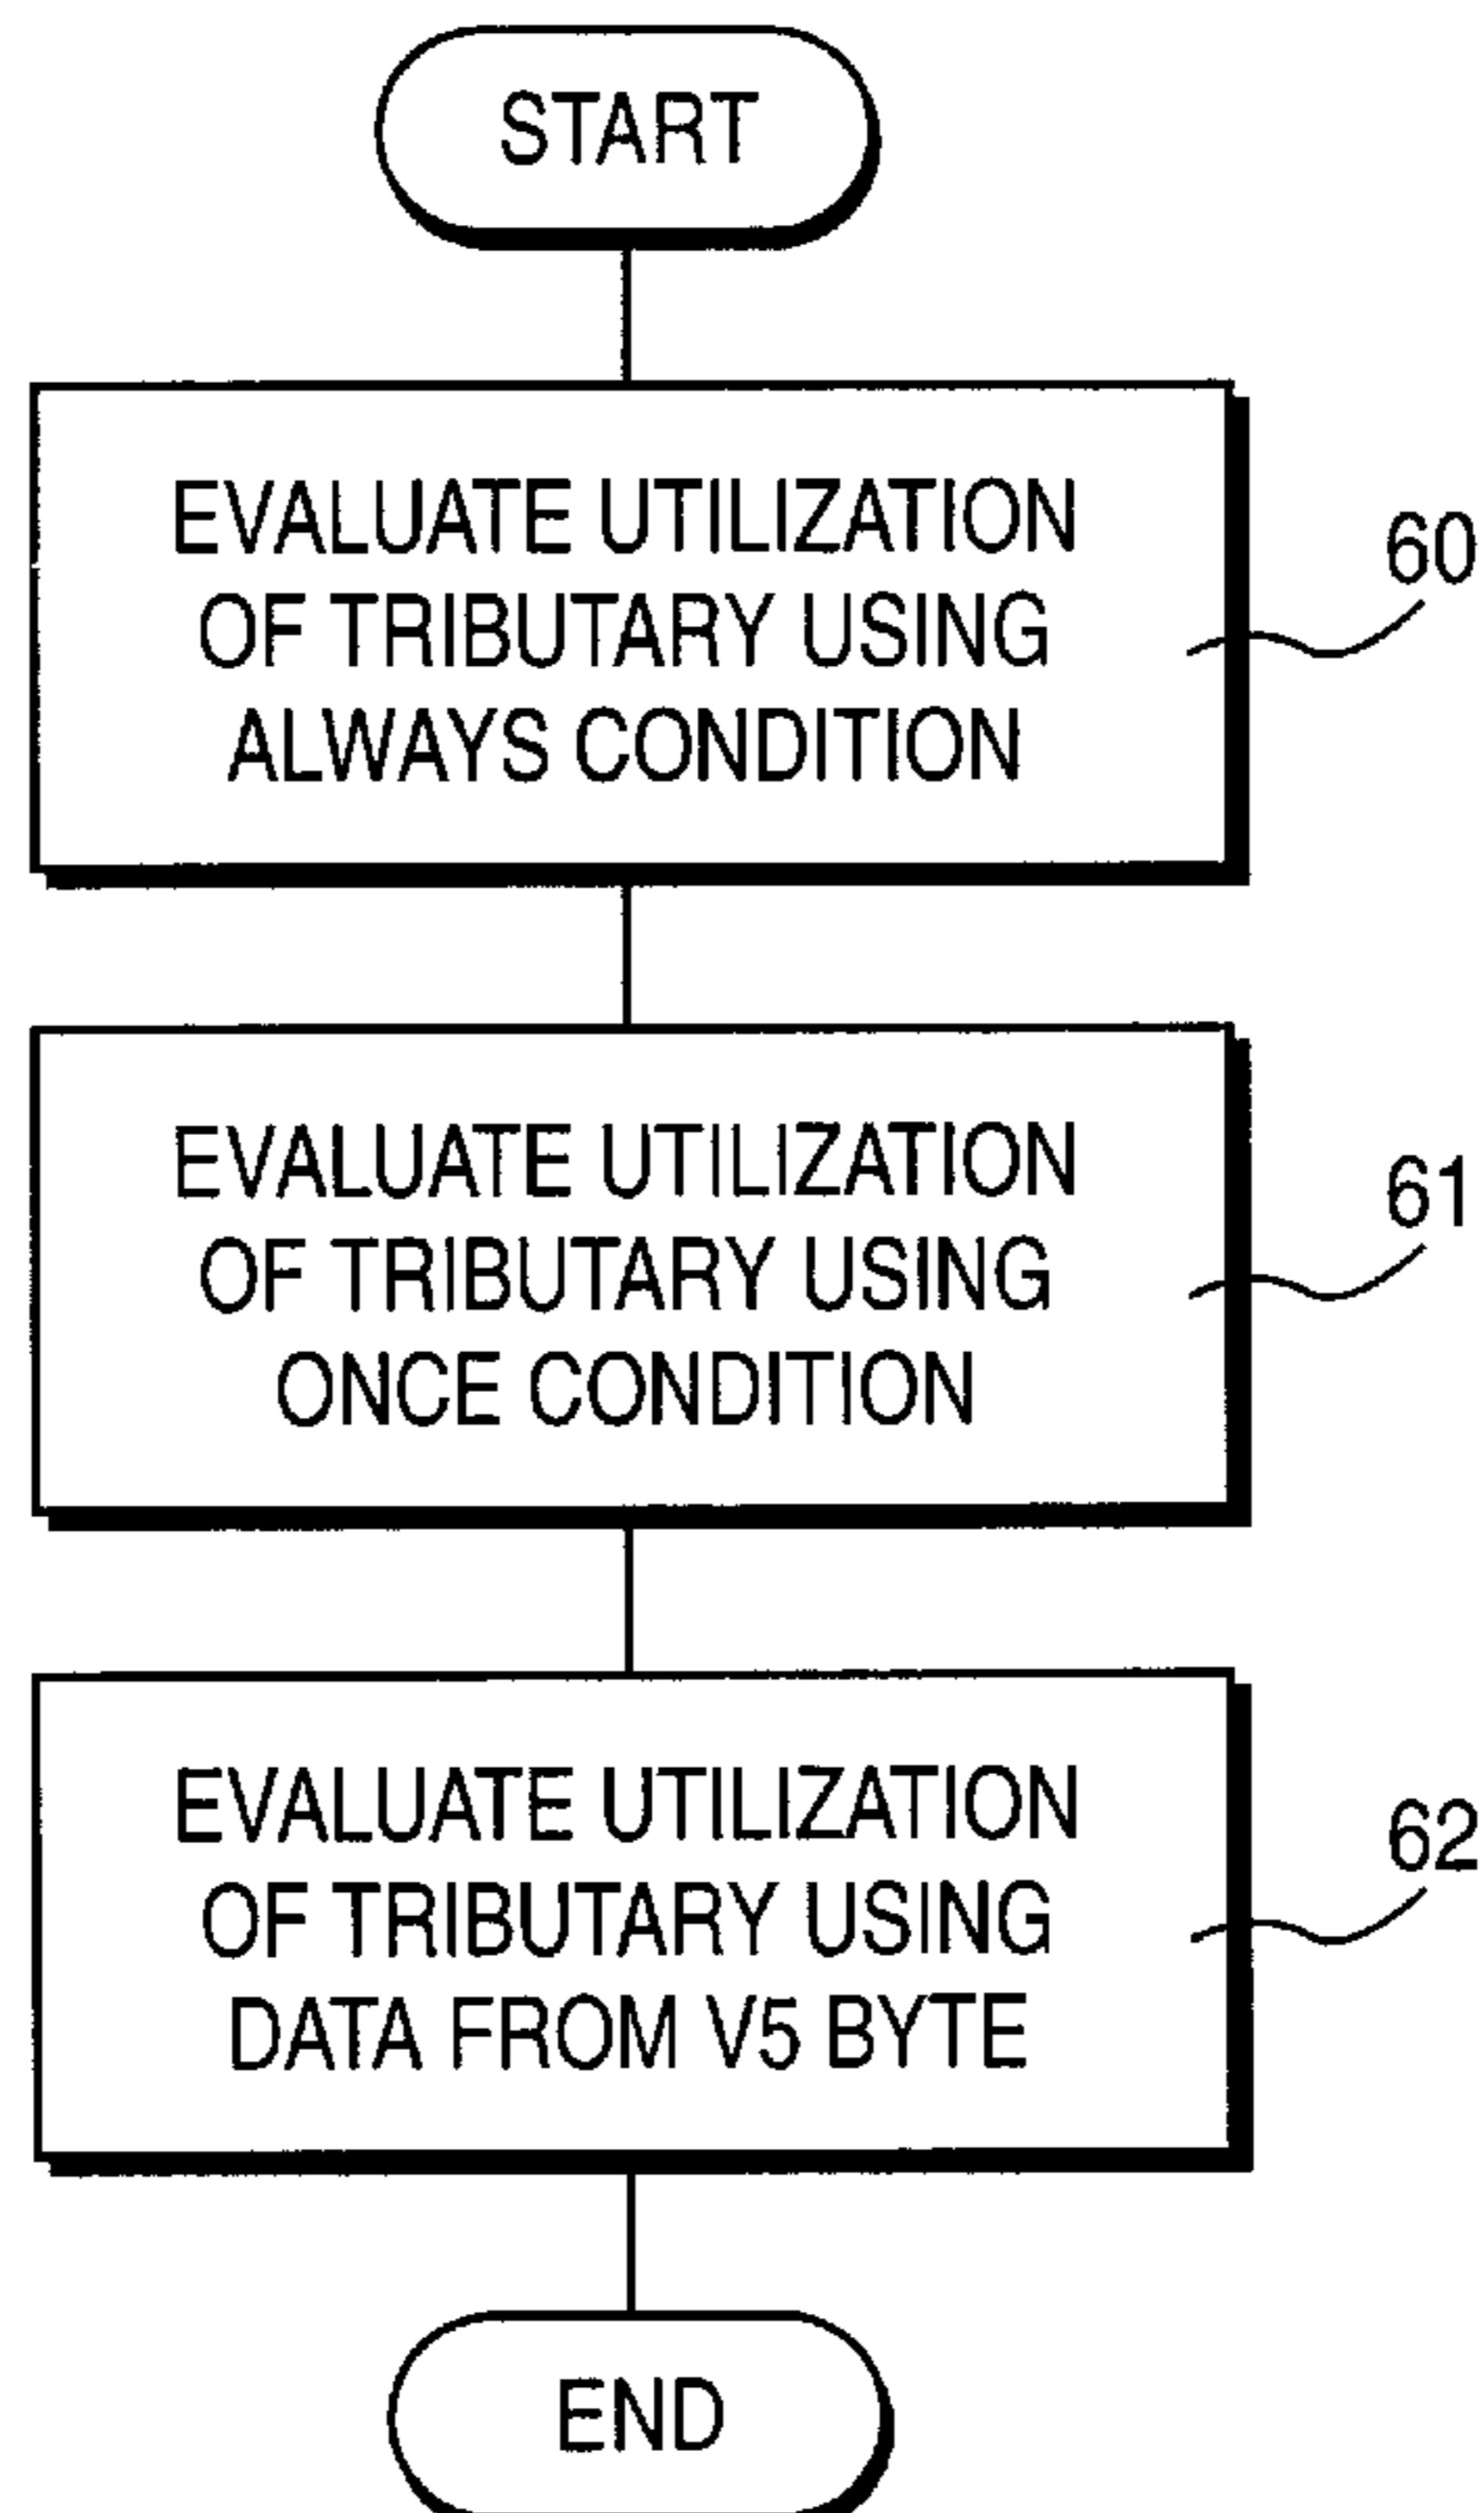 START
EVALUATE UTILIZATION
OF TRIBUTARY USING
ALWAYS CONDITION
60
EVALUATE UTILIZATION
OF TRIBUTARY USING
ONCE CONDITION
61
EVALUATE UTILIZATION
OF TRIBUTARY USING
DATA FROM V5 BYTE
62
END